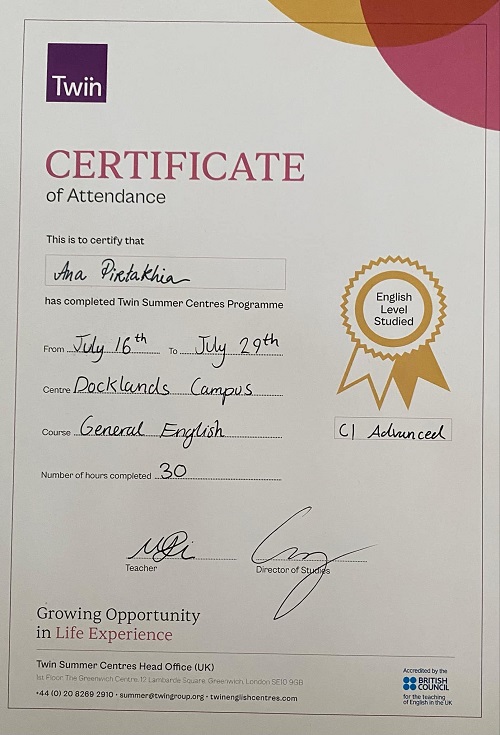 Twin
CERTIFICATE
of Attendance
This is to certify that
Ana Pirtakhia
has completed Twin Summer Centres Programme
English
Level
Studied
From July 16th To July 29th
Centre Docklands Campus
Course General English
C1 Advanced
Number of hours completed 30
Teacher Director of Studies
Growing Opportunity
in Life Experience
Twin Summer Centres Head Office (UK)
1st Floor, The Greenwich Centre, 12 Lambarde Square, Greenwich, London SE10 9GB
+44 (0) 20 8269 2910 • summer@twingroup.org • twinenglishcentres.com
Accredited by the
BRITISH
COUNCIL
for the teaching
of English in the UK